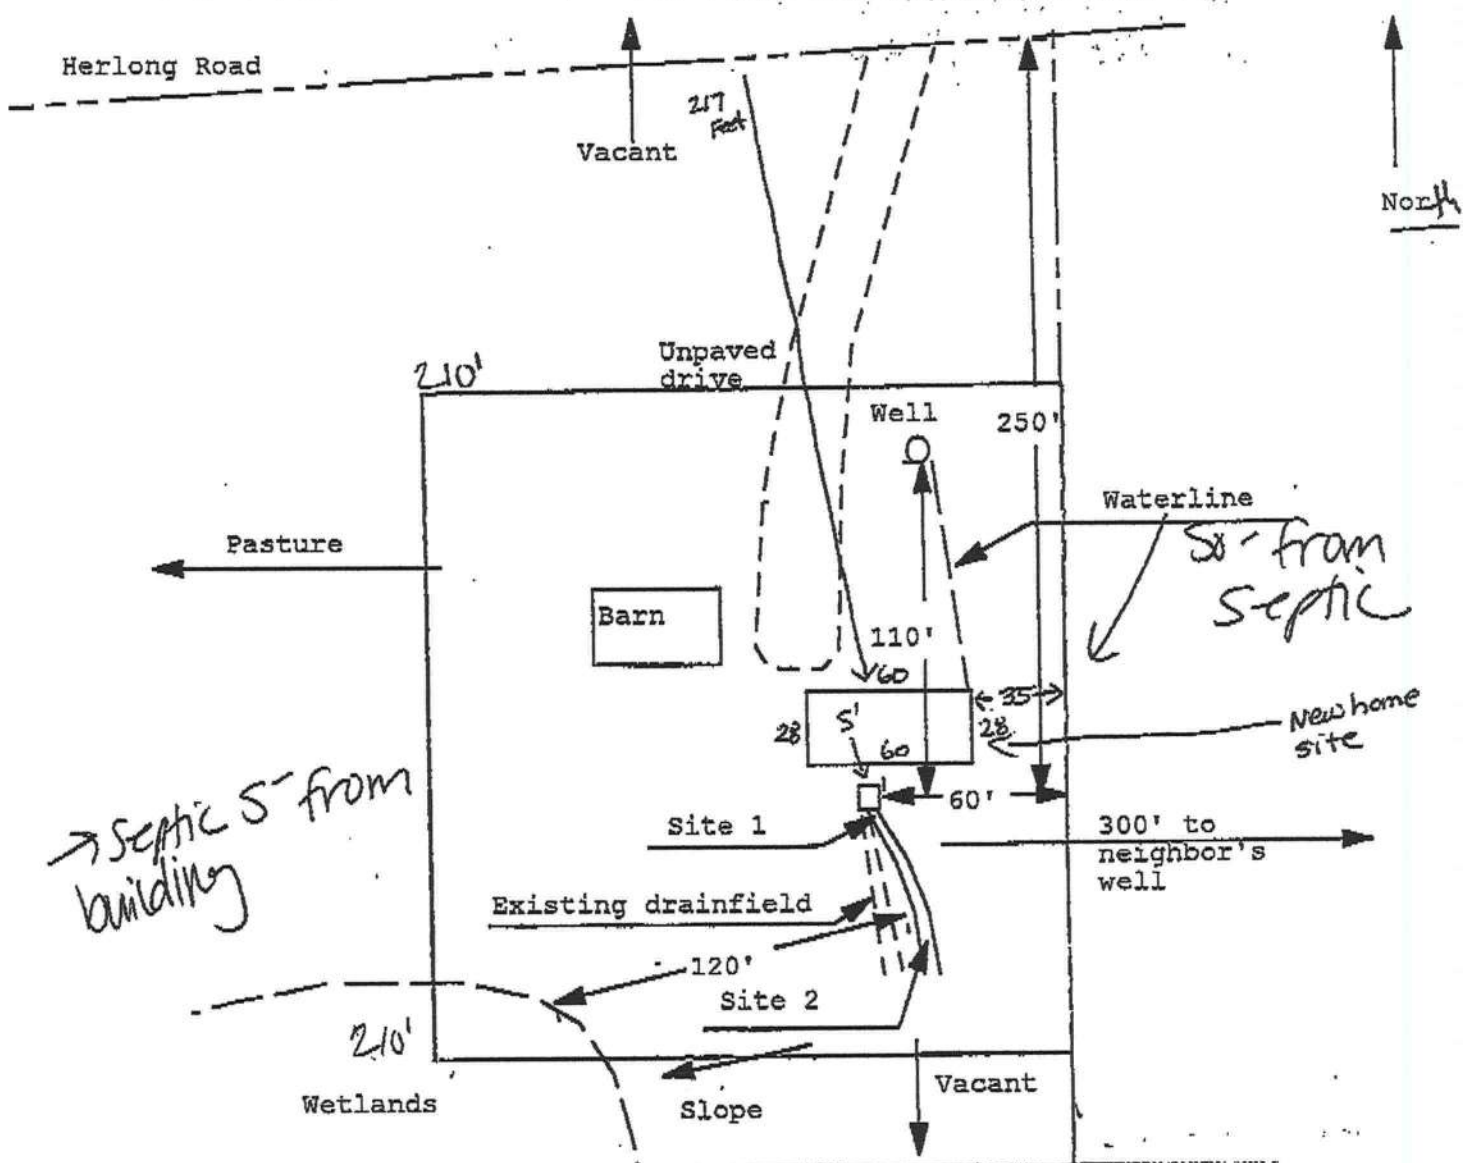 Herlong Road
217
Feet
Vacant
North
Unpaved
drive
210'
Well
250'
Waterline
50' from
septic
Pasture
Barn
110'
60
35
28
5'
28
New home
site
60
60'
→ Septic 5' from
building
Site 1
300' to
neighbor's
well
Existing drainfield
120'
Site 2
210'
Wetlands
Slope
Vacant